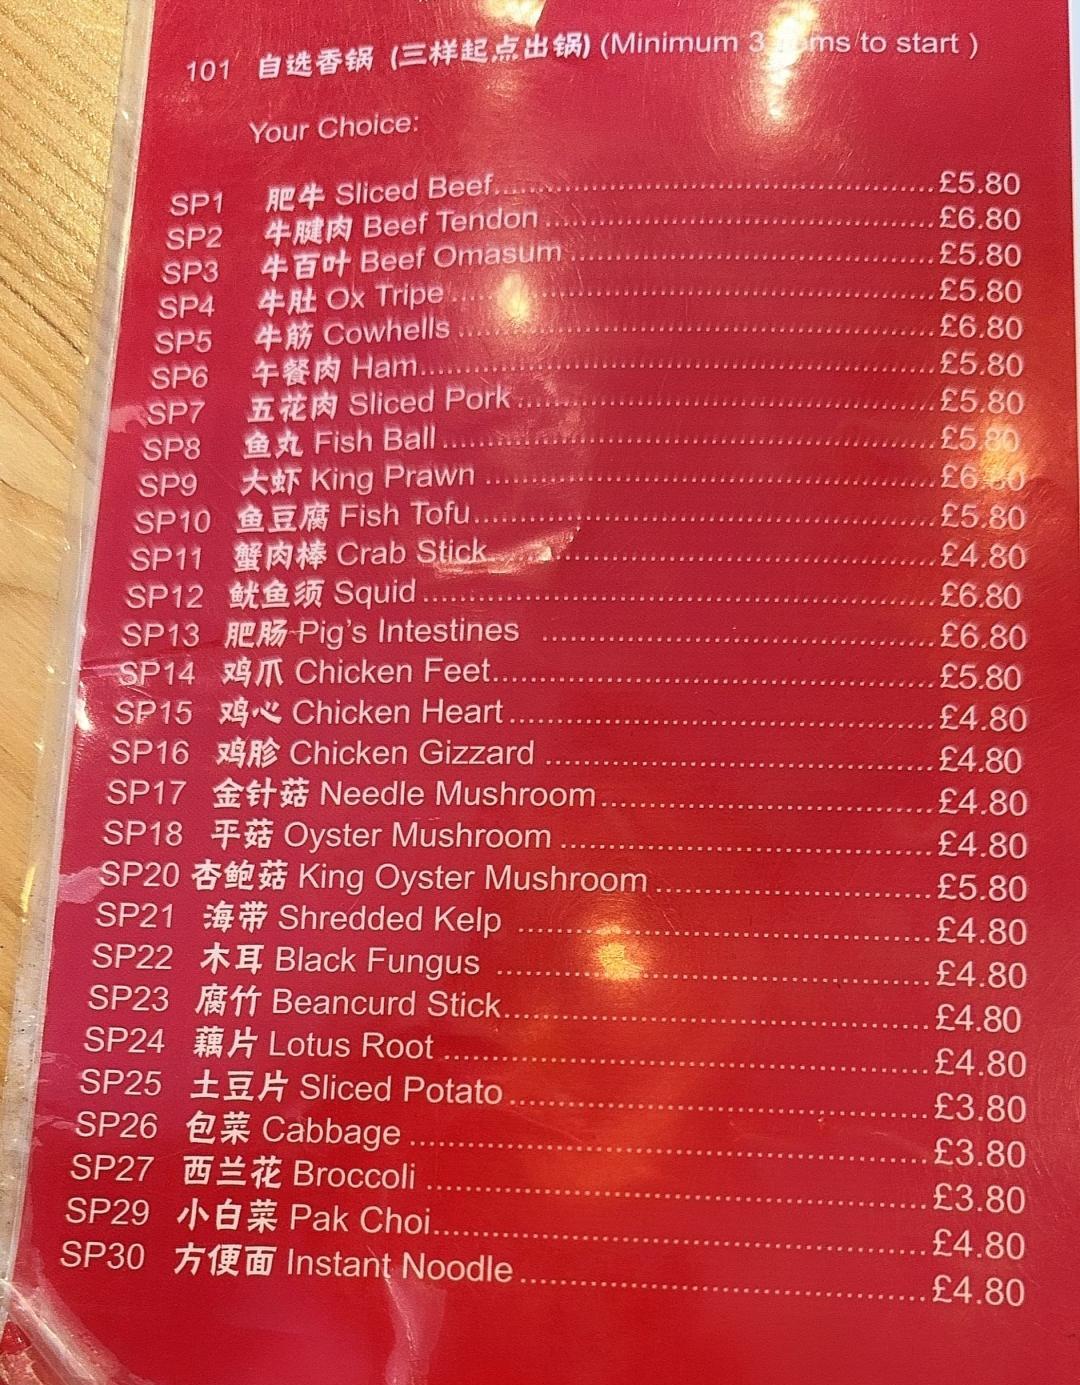 101 自选香锅 (三样起点出锅) (Minimum 3 to start )
Your Choice:
SP1 肥牛 Sliced Beef £5.80
SP2 牛腱肉 Beef Tendon £6.80
SP3 牛百叶 Beef Omasum £5.80
SP4 牛肚 Ox Tripe £5.80
SP5 牛筋 Cowhells £6.80
SP6 午餐肉 Ham £5.80
SP7 五花肉 Sliced Pork £5.80
SP8 鱼丸 Fish Ball £5.80
SP9 大虾 King Prawn £6.80
SP10 鱼豆腐 Fish Tofu £5.80
SP11 蟹肉棒 Crab Stick £4.80
SP12 鱿鱼须 Squid £6.80
SP13 肥肠 Pig's Intestines £6.80
SP14 鸡爪 Chicken Feet £5.80
SP15 鸡心 Chicken Heart £4.80
SP16 鸡胗 Chicken Gizzard £4.80
SP17 金针菇 Needle Mushroom £4.80
SP18 平菇 Oyster Mushroom £4.80
SP20 杏鲍菇 King Oyster Mushroom £5.80
SP21 海带 Shredded Kelp £4.80
SP22 木耳 Black Fungus £4.80
SP23 腐竹 Beancurd Stick £4.80
SP24 藕片 Lotus Root £4.80
SP25 土豆片 Sliced Potato £3.80
SP26 包菜 Cabbage £3.80
SP27 西兰花 Broccoli £3.80
SP29 小白菜 Pak Choi £4.80
SP30 方便面 Instant Noodle £4.80